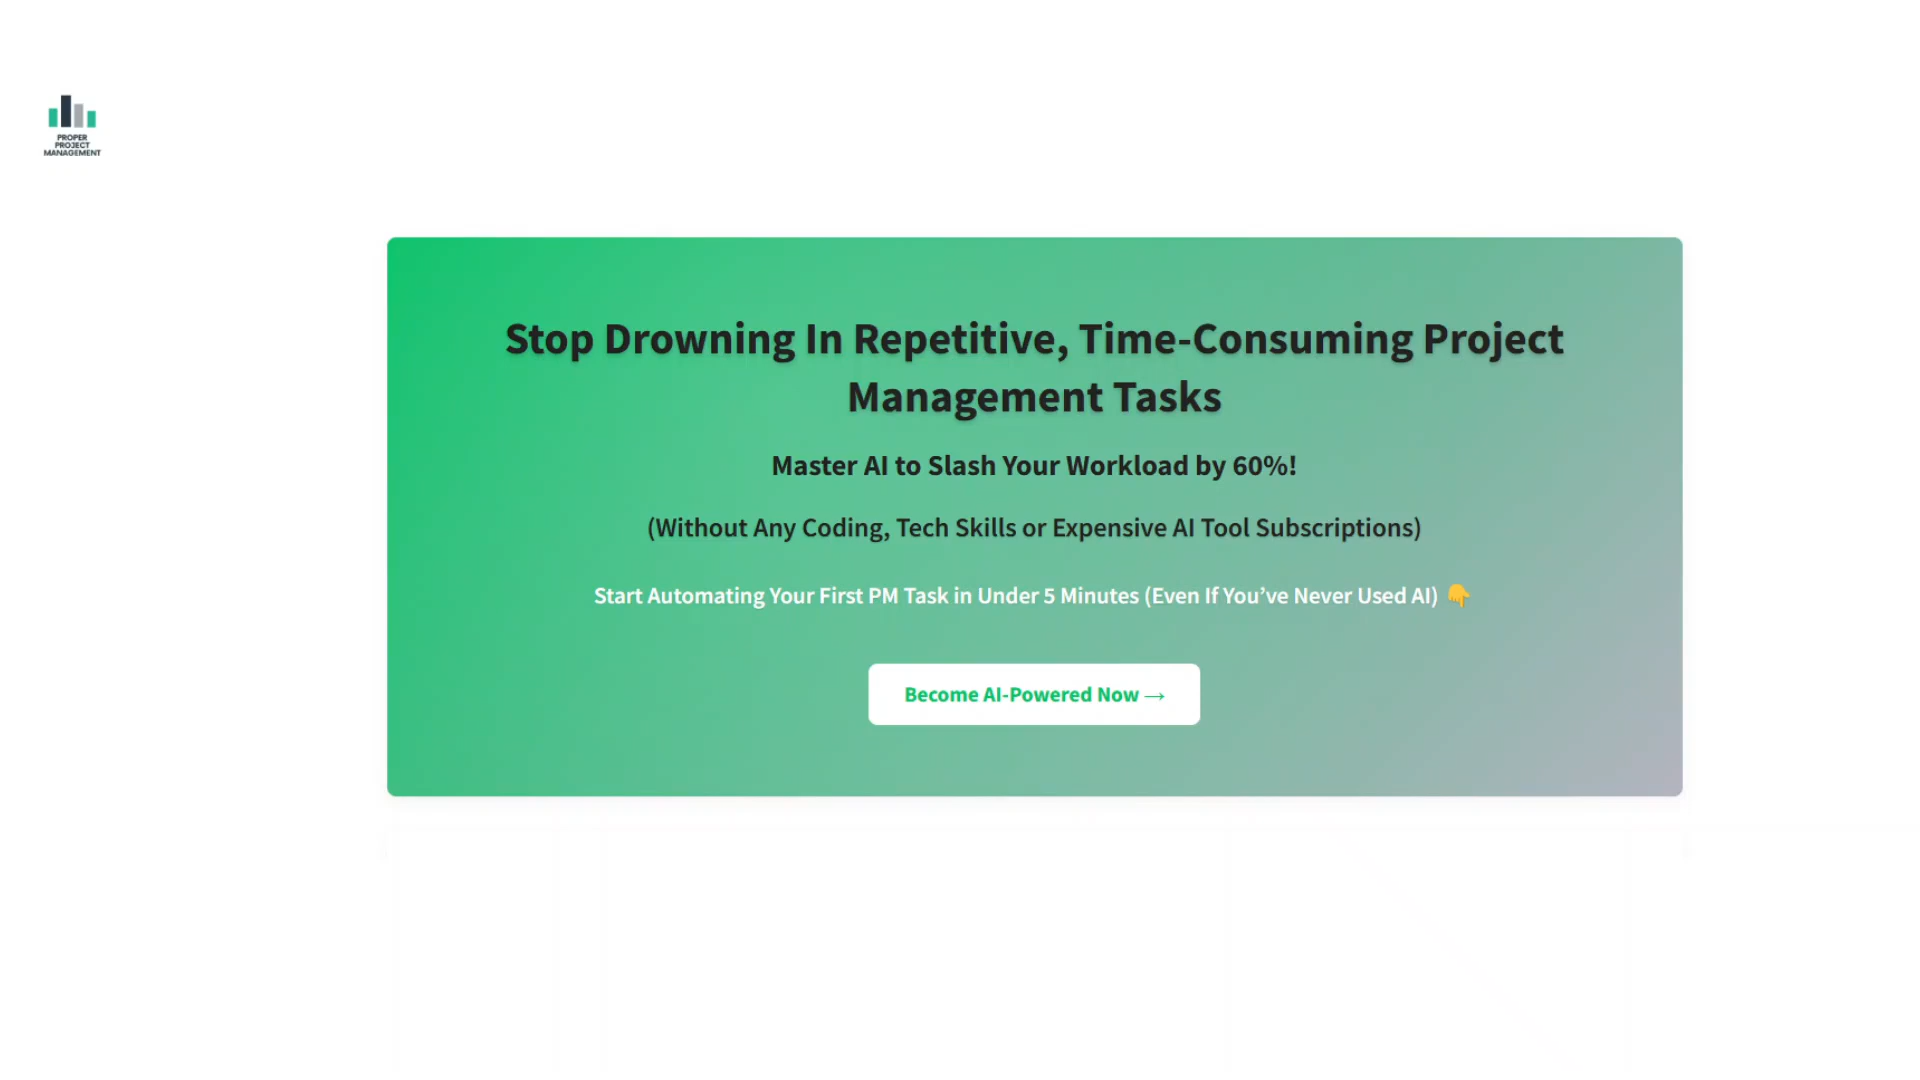 PROPER
PROJECT
MANAGEMENT
Stop Drowning In Repetitive, Time-Consuming Project
Management Tasks
Master AI to Slash Your Workload by 60%!
(Without Any Coding, Tech Skills or Expensive AI Tool Subscriptions)
Start Automating Your First PM Task in Under 5 Minutes (Even If You’ve Never Used AI) 👇
Become AI-Powered Now →